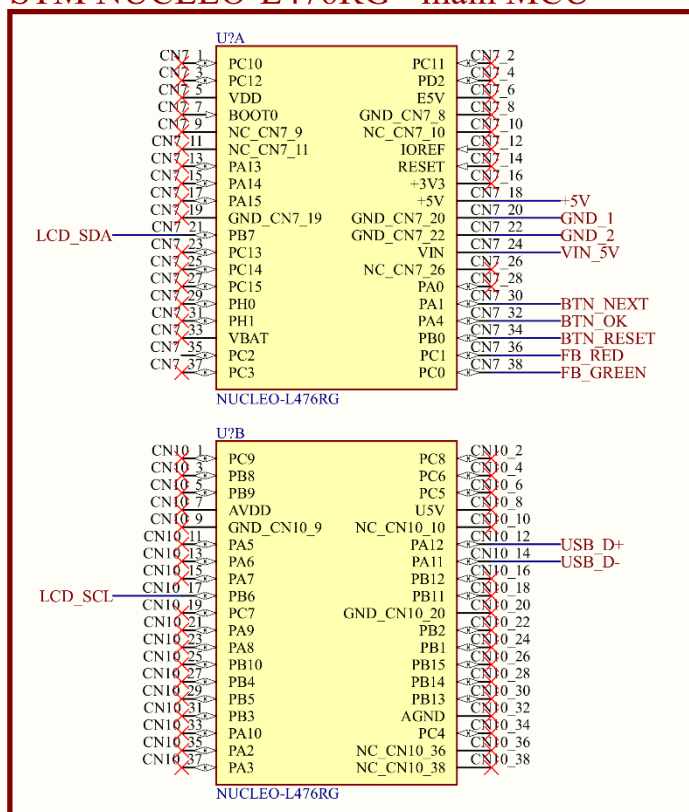 STM NUCLEO-L476RG - main MCU
U?A
CN7_1 PC10 PC11 CN7_2
CN7_3 PC12 PD2 CN7_4
CN7_5 VDD E5V CN7_6
CN7_7 BOOT0 GND_CN7_8 CN7_8
CN7_9 NC_CN7_9 NC_CN7_10 CN7_10
CN7_11 NC_CN7_11 IOREF CN7_12
CN7_13 PA13 RESET CN7_14
CN7_15 PA14 +3V3 CN7_16
CN7_17 PA15 +5V CN7_18 +5V
CN7_19 GND_CN7_19 GND_CN7_20 CN7_20 GND_1
LCD_SDA CN7_21 PB7 GND_CN7_22 CN7_22 GND_2
CN7_23 PC13 VIN CN7_24 VIN_5V
CN7_25 PC14 NC_CN7_26 CN7_26
CN7_27 PC15 PA0 CN7_28
CN7_29 PH0 PA1 CN7_30 BTN_NEXT
CN7_31 PH1 PA4 CN7_32 BTN_OK
CN7_33 VBAT PB0 CN7_34 BTN_RESET
CN7_35 PC2 PC1 CN7_36 FB_RED
CN7_37 PC3 PC0 CN7_38 FB_GREEN
NUCLEO-L476RG
U?B
CN10_1 PC9 PC8 CN10_2
CN10_3 PB8 PC6 CN10_4
CN10_5 PB9 PC5 CN10_6
CN10_7 AVDD U5V CN10_8
CN10_9 GND_CN10_9 NC_CN10_10 CN10_10
CN10_11 PA5 PA12 CN10_12 USB_D+
CN10_13 PA6 PA11 CN10_14 USB_D-
CN10_15 PA7 PB12 CN10_16
LCD_SCL CN10_17 PB6 PB11 CN10_18
CN10_19 PC7 GND_CN10_20 CN10_20
CN10_21 PA9 PB2 CN10_22
CN10_23 PA8 PB1 CN10_24
CN10_25 PB10 PB15 CN10_26
CN10_27 PB4 PB14 CN10_28
CN10_29 PB5 PB13 CN10_30
CN10_31 PB3 AGND CN10_32
CN10_33 PA10 PC4 CN10_34
CN10_35 PA2 NC_CN10_36 CN10_36
CN10_37 PA3 NC_CN10_38 CN10_38
NUCLEO-L476RG